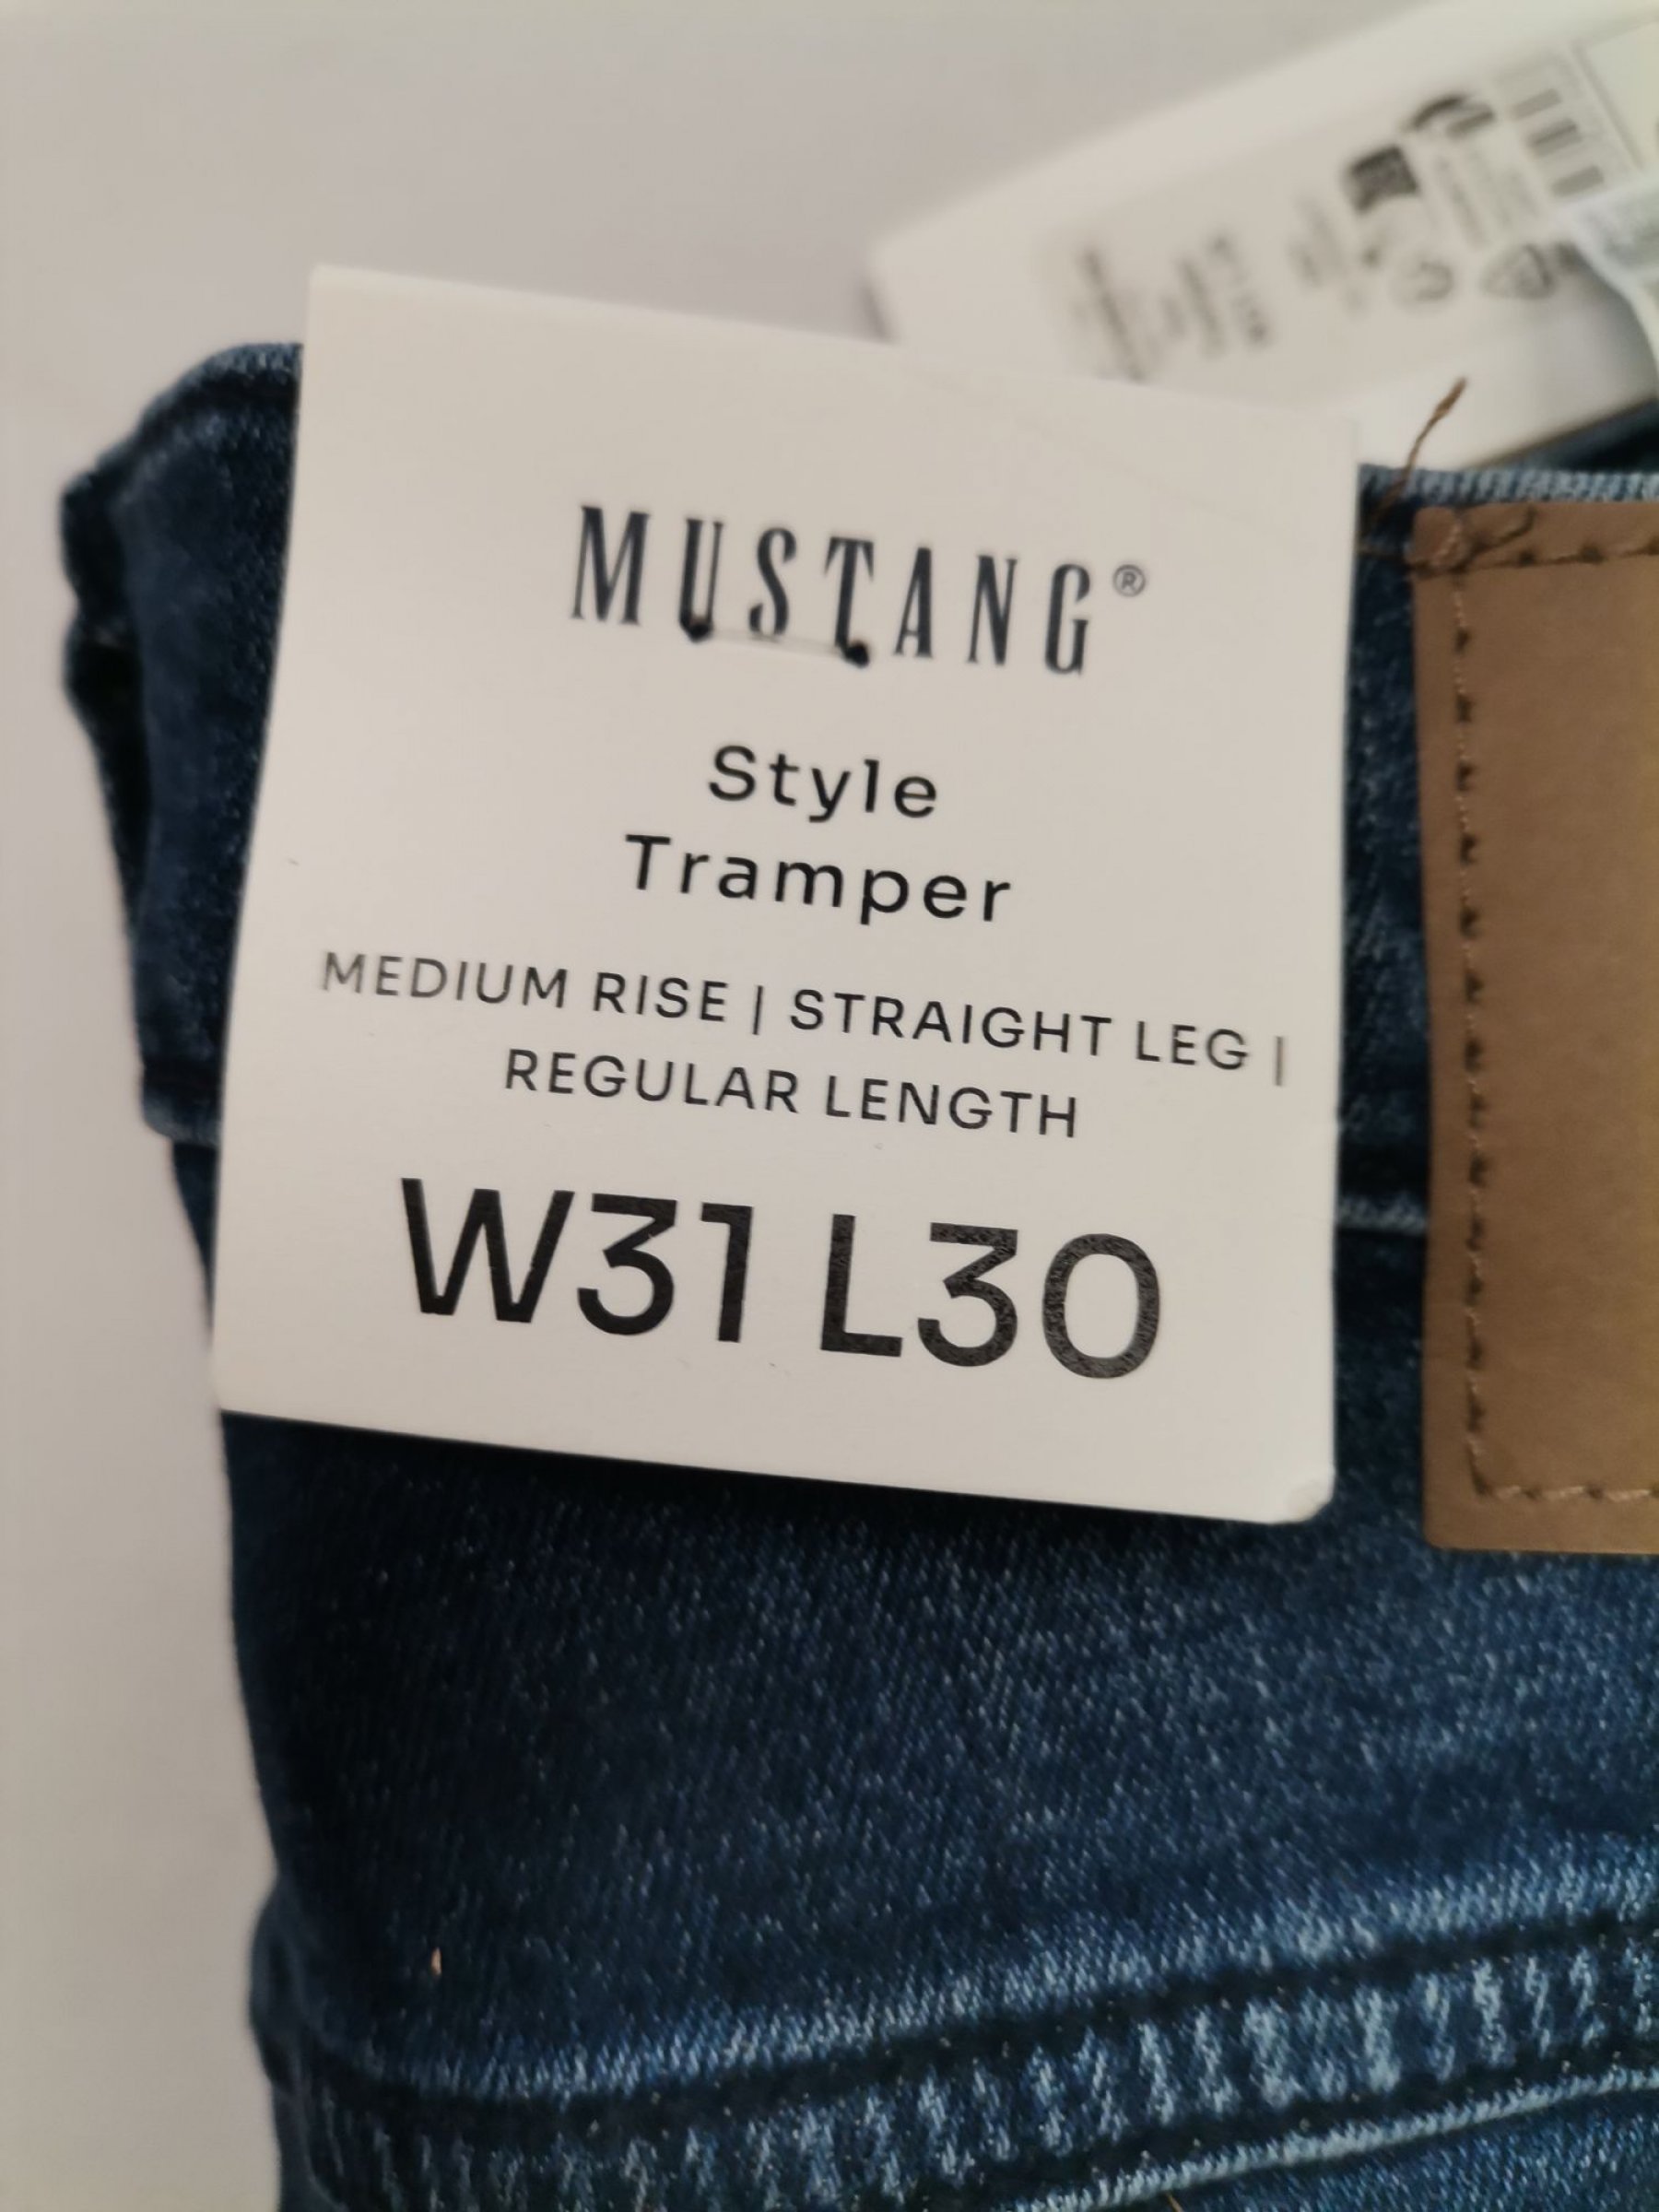 MUSTANG®
Style
Tramper
MEDIUM RISE | STRAIGHT LEG |
REGULAR LENGTH
W31 L30